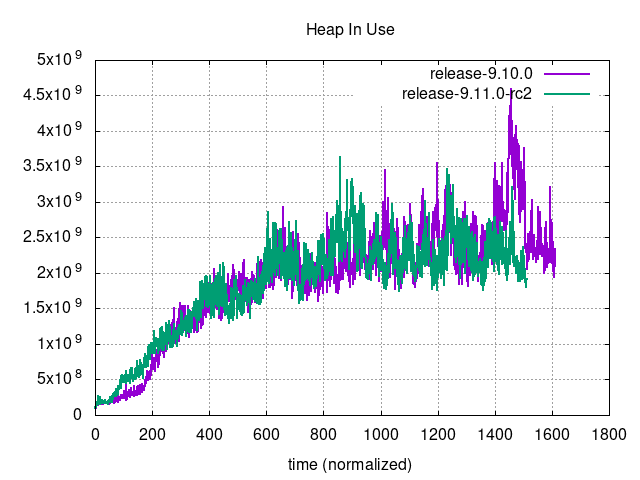 Heap In Use
5x10^9
release-9.10.0
4.5x10^9
release-9.11.0-rc2
4x10^9
3.5x10^9
3x10^9
2.5x10^9
2x10^9
1.5x10^9
1x10^9
5x10^8
0
0 200 400 600 800 1000 1200 1400 1600 1800
time (normalized)